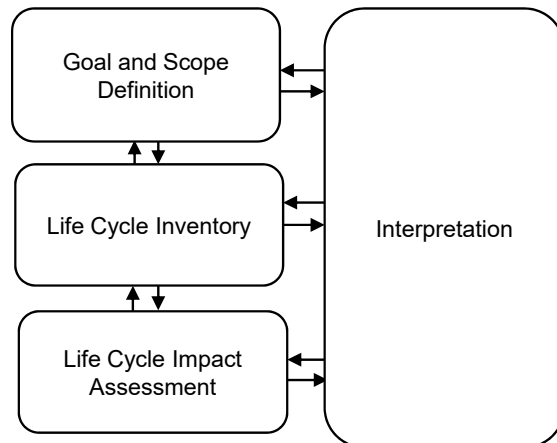 Goal and Scope
Definition
Life Cycle Inventory
Interpretation
Life Cycle Impact
Assessment